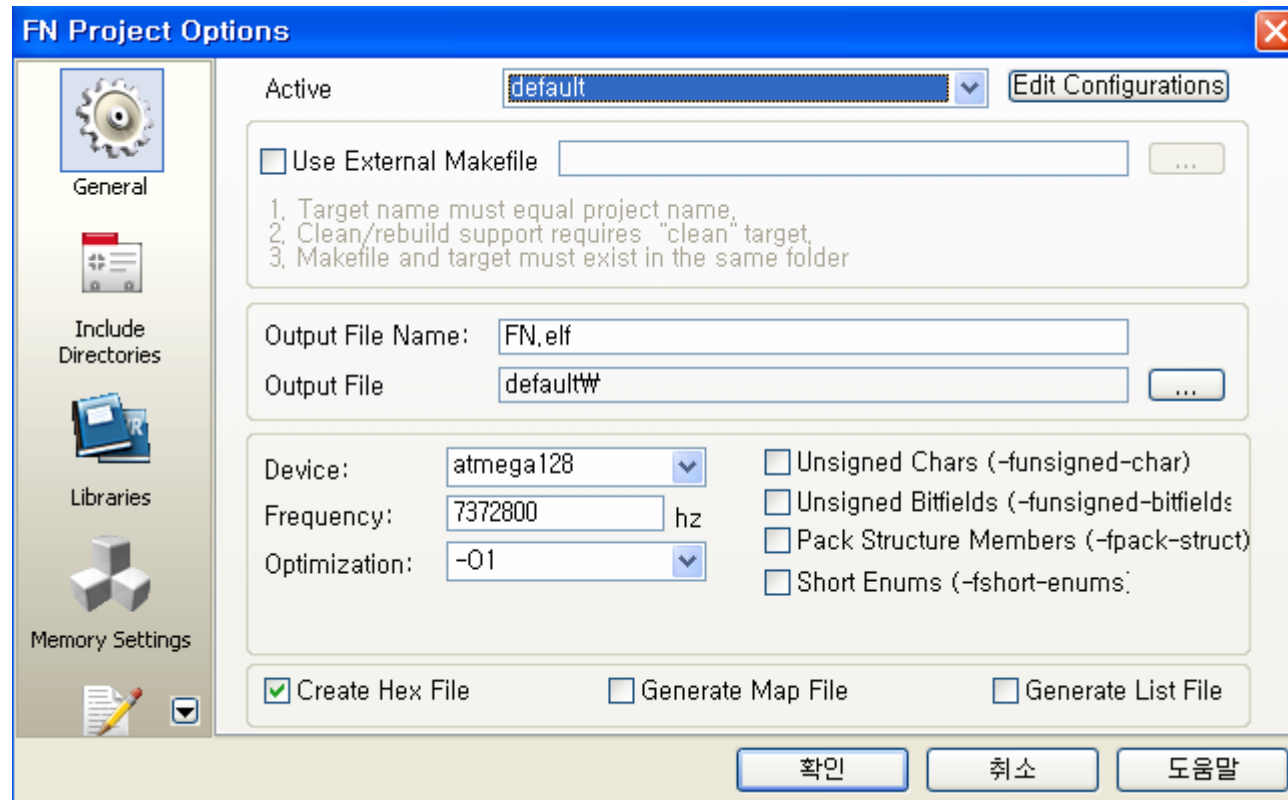 FN Project Options
General
Include
Directories
Libraries
Memory Settings
Active
default
Edit Configurations
Use External Makefile
...
1, Target name must equal project name,
2, Clean/rebuild support requires "clean" target,
3, Makefile and target must exist in the same folder
Output File Name:
FN.elf
Output File
default₩
...
Device:
atmega128
Frequency:
7372800
hz
Optimization:
-O1
Unsigned Chars (-funsigned-char)
Unsigned Bitfields (-funsigned-bitfields
Pack Structure Members (-fpack-struct)
Short Enums (-fshort-enums)
Create Hex File
Generate Map File
Generate List File
확인
취소
도움말